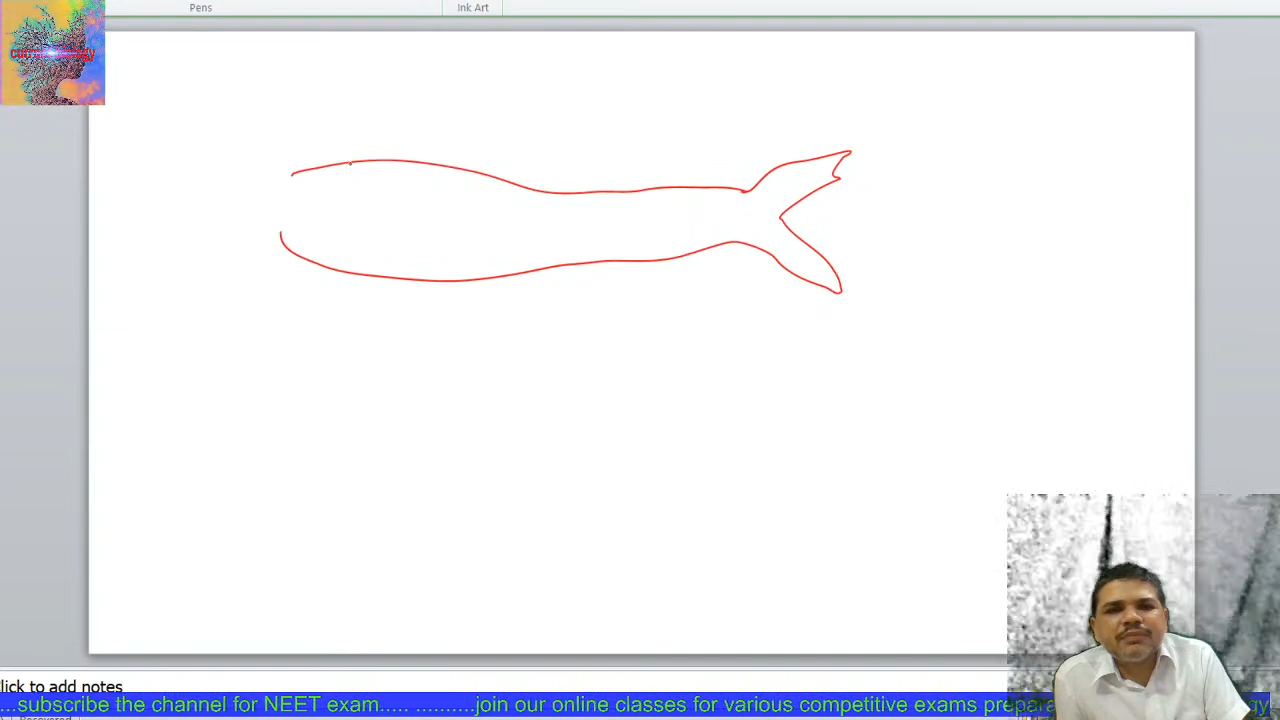 Pens
Ink Art
lick to add notes
...subscribe the channel for NEET exam..... ..........join our online classes for various competitive exams
Recovered